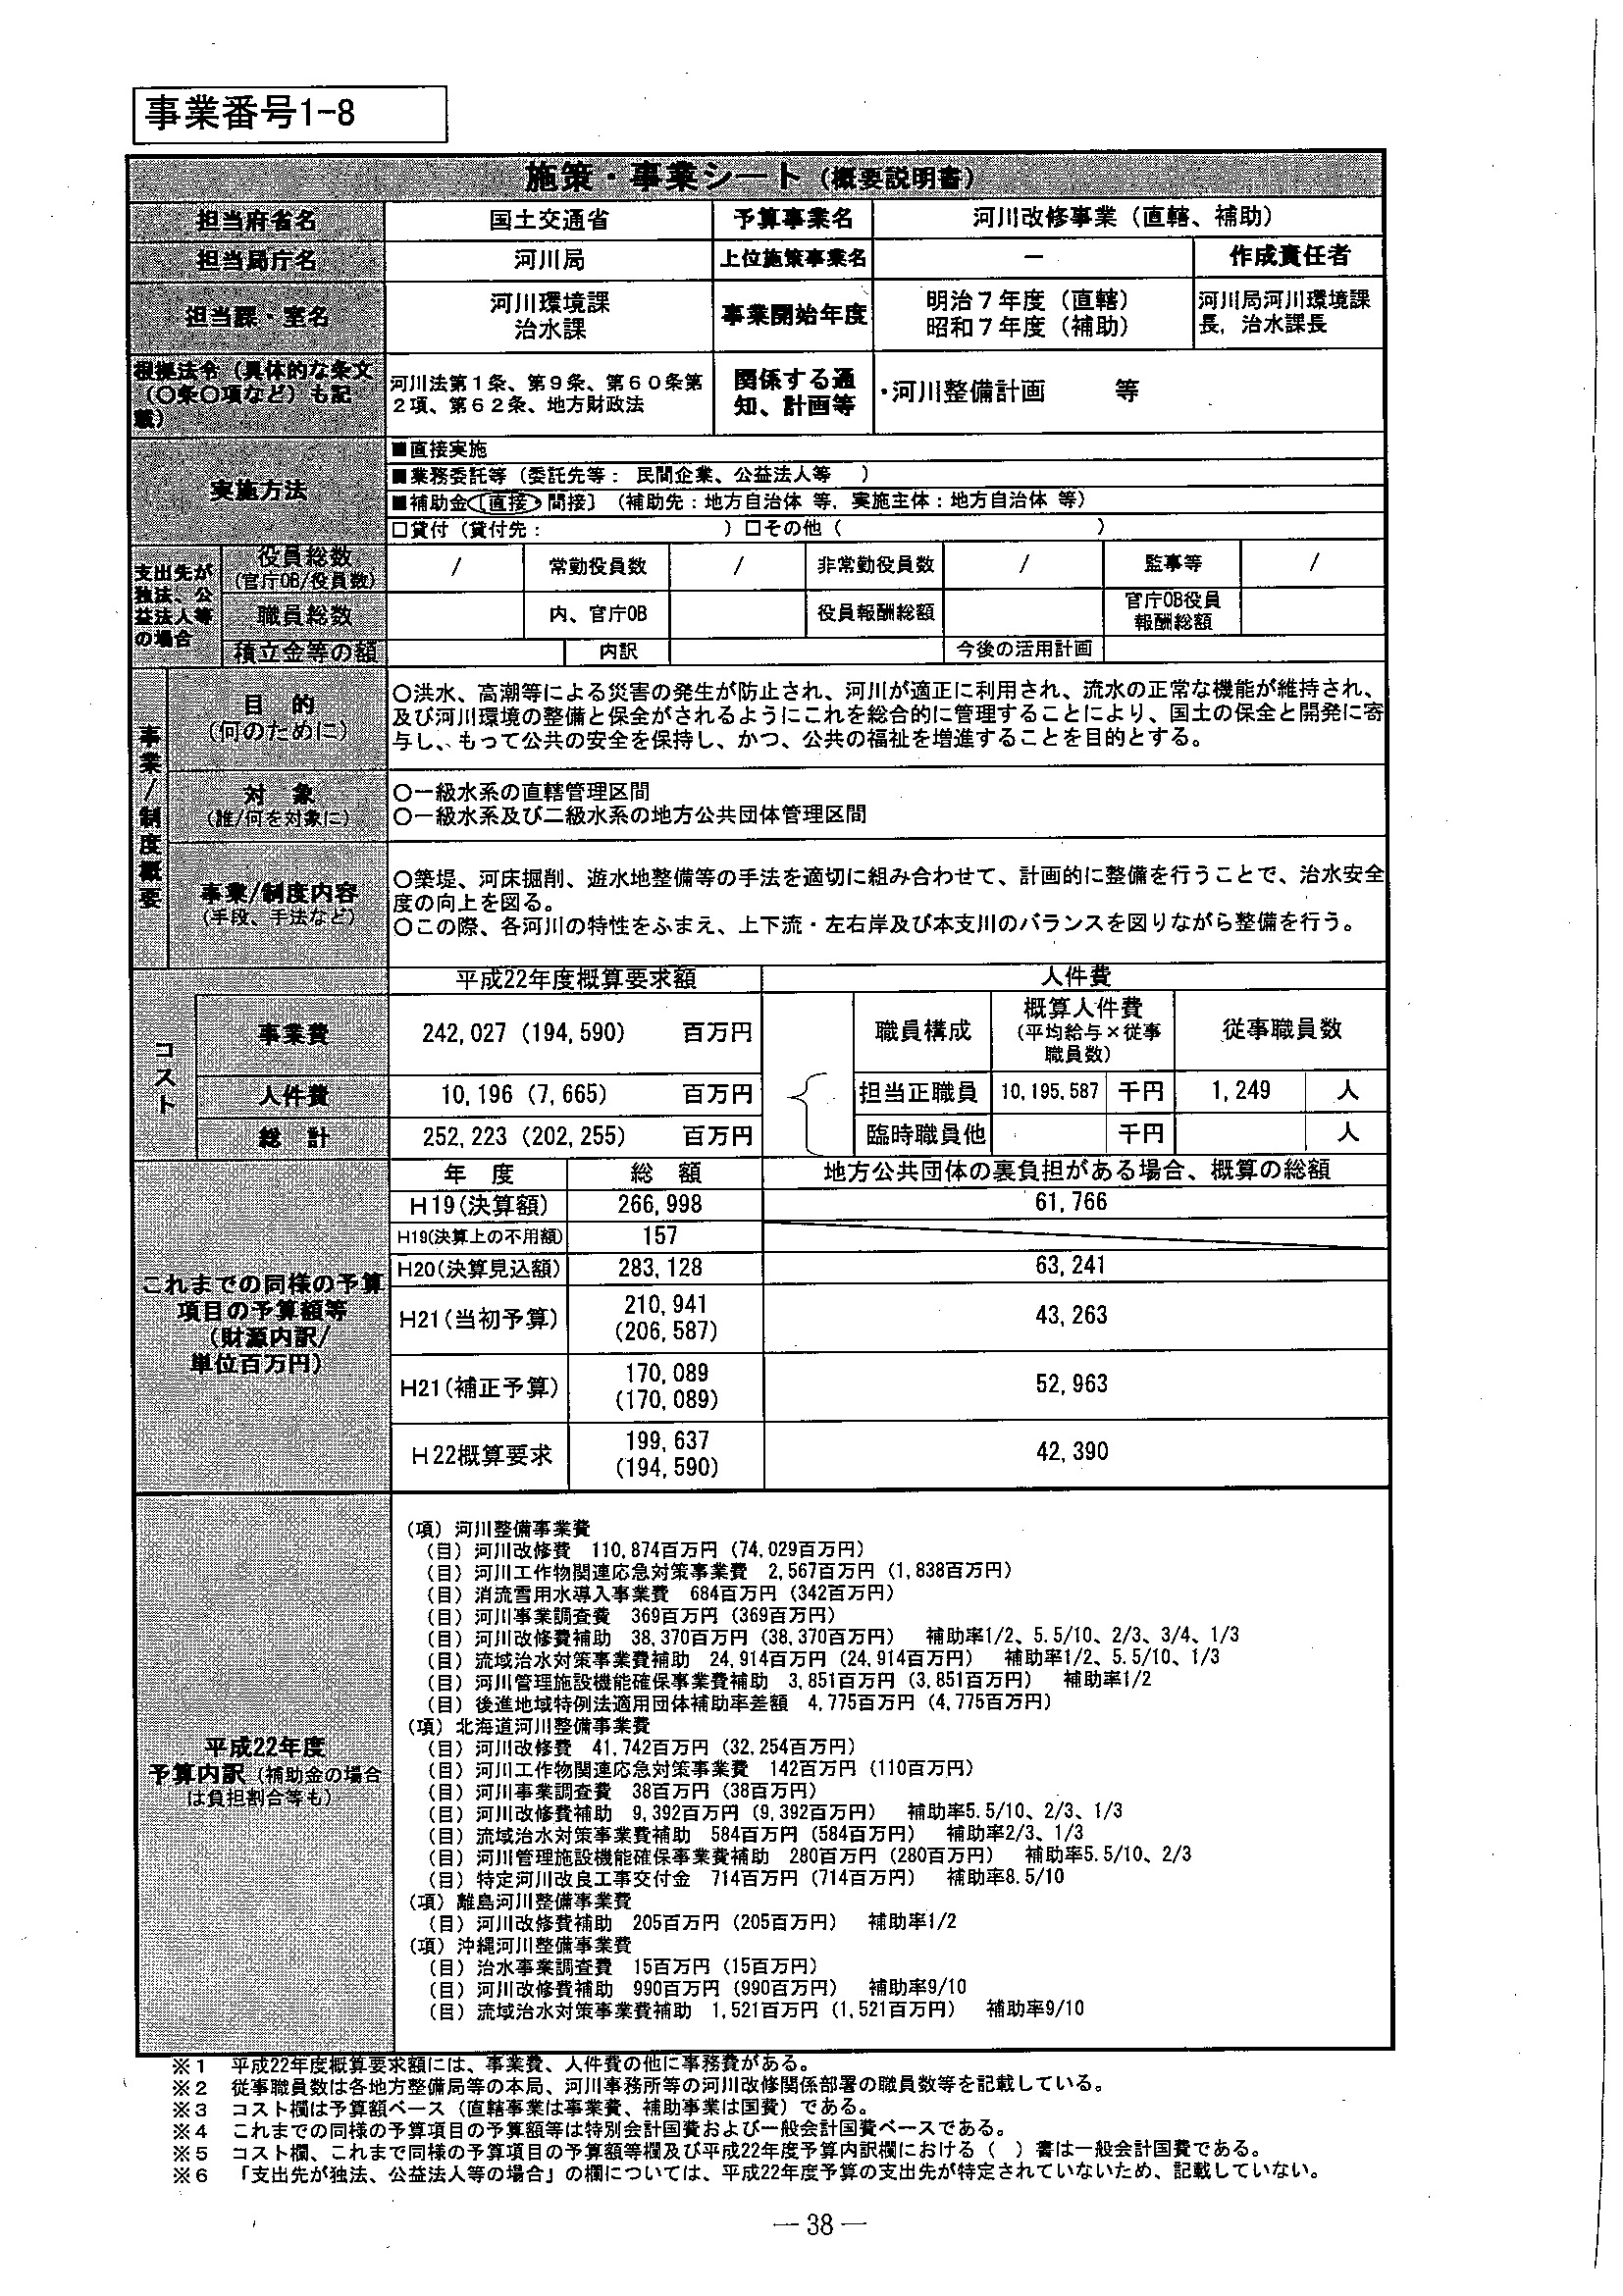 事業番号1-8
施策・事業シート（概要説明書）
担当府省名 国土交通省 予算事業名 河川改修事業（直轄、補助）
担当局庁名 河川局 上位施策事業名 － 作成責任者
担当課・室名 河川環境課 治水課 事業開始年度 明治７年度（直轄） 昭和７年度（補助） 河川局河川環境課長，治水課長
根拠法令（具体的な条文（○条○項など）も記載） 河川法第１条、第９条、第６０条第２項、第６２条、地方財政法 関係する通知、計画等 ・河川整備計画　　等
実施方法
■直接実施
■業務委託等（委託先等： 民間企業、公益法人等　）
■補助金〔直接・間接〕（補助先：地方自治体 等，実施主体：地方自治体 等）
□貸付（貸付先：　　　　　　　）□その他（　　　　　　　　　　）
支出先が独法、公益法人等の場合
役員総数（官庁OB/役員数） / 常勤役員数 / 非常勤役員数 / 監事等 /
職員総数 内、官庁OB 役員報酬総額 官庁OB役員報酬総額
積立金等の額 内訳 今後の活用計画
事業/制度概要
目　的（何のために）
○洪水、高潮等による災害の発生が防止され、河川が適正に利用され、流水の正常な機能が維持され、
及び河川環境の整備と保全がされるようにこれを総合的に管理することにより、国土の保全と開発に寄
与し、もって公共の安全を保持し、かつ、公共の福祉を増進することを目的とする。
対　象（誰/何を対象に）
○一級水系の直轄管理区間
○一級水系及び二級水系の地方公共団体管理区間
事業/制度内容（手段、手法など）
○築堤、河床掘削、遊水地整備等の手法を適切に組み合わせて、計画的に整備を行うことで、治水安全
度の向上を図る。
○この際、各河川の特性をふまえ、上下流・左右岸及び本支川のバランスを図りながら整備を行う。
コスト
平成22年度概算要求額 人件費
事業費 242,027（194,590） 百万円 職員構成 概算人件費（平均給与×従事職員数） 従事職員数
人件費 10,196（7,665） 百万円 担当正職員 10,195,587 千円 1,249 人
総　計 252,223（202,255） 百万円 臨時職員他 千円 人
これまでの同様の予算項目の予算額等（財源内訳/単位百万円）
年　度 総　額 地方公共団体の裏負担がある場合、概算の総額
H19(決算額) 266,998 61,766
H19(決算上の不用額) 157
H20(決算見込額) 283,128 63,241
H21(当初予算) 210,941 (206,587) 43,263
H21(補正予算) 170,089 (170,089) 52,963
H22概算要求 199,637 (194,590) 42,390
平成22年度予算内訳（補助金の場合は負担割合等も）
（項）河川整備事業費
（目）河川改修費　110,874百万円（74,029百万円）
（目）河川工作物関連応急対策事業費　2,567百万円（1,838百万円）
（目）消流雪用水導入事業費　684百万円（342百万円）
（目）河川事業調査費　369百万円（369百万円）
（目）河川改修費補助　38,370百万円（38,370百万円）　補助率1/2、5.5/10、2/3、3/4、1/3
（目）流域治水対策事業費補助　24,914百万円（24,914百万円）　補助率1/2、5.5/10、1/3
（目）河川管理施設機能確保事業費補助　3,851百万円（3,851百万円）　補助率1/2
（目）後進地域特例法適用団体補助率差額　4,775百万円（4,775百万円）
（項）北海道河川整備事業費
（目）河川改修費　41,742百万円（32,254百万円）
（目）河川工作物関連応急対策事業費　142百万円（110百万円）
（目）河川事業調査費　38百万円（38百万円）
（目）河川改修費補助　9,392百万円（9,392百万円）　補助率5.5/10、2/3、1/3
（目）流域治水対策事業費補助　584百万円（584百万円）　補助率2/3、1/3
（目）河川管理施設機能確保事業費補助　280百万円（280百万円）　補助率5.5/10、2/3
（目）特定河川改良工事交付金　714百万円（714百万円）　補助率8.5/10
（項）離島河川整備事業費
（目）河川改修費補助　205百万円（205百万円）　補助率1/2
（項）沖縄河川整備事業費
（目）治水事業調査費　15百万円（15百万円）
（目）河川改修費補助　990百万円（990百万円）　補助率9/10
（目）流域治水対策事業費補助　1,521百万円（1,521百万円）　補助率9/10
※１　平成22年度概算要求額には、事業費、人件費の他に事務費がある。
※２　従事職員数は各地方整備局等の本局、河川事務所等の河川改修関係部署の職員数等を記載している。
※３　コスト欄は予算額ベース（直轄事業は事業費、補助事業は国費）である。
※４　これまでの同様の予算項目の予算額等は特別会計国費および一般会計国費ベースである。
※５　コスト欄、これまで同様の予算項目の予算額等欄及び平成22年度予算内訳欄における（　）書は一般会計国費である。
※６　「支出先が独法、公益法人等の場合」の欄については、平成22年度予算の支出先が特定されていないため、記載していない。
― 38 ―